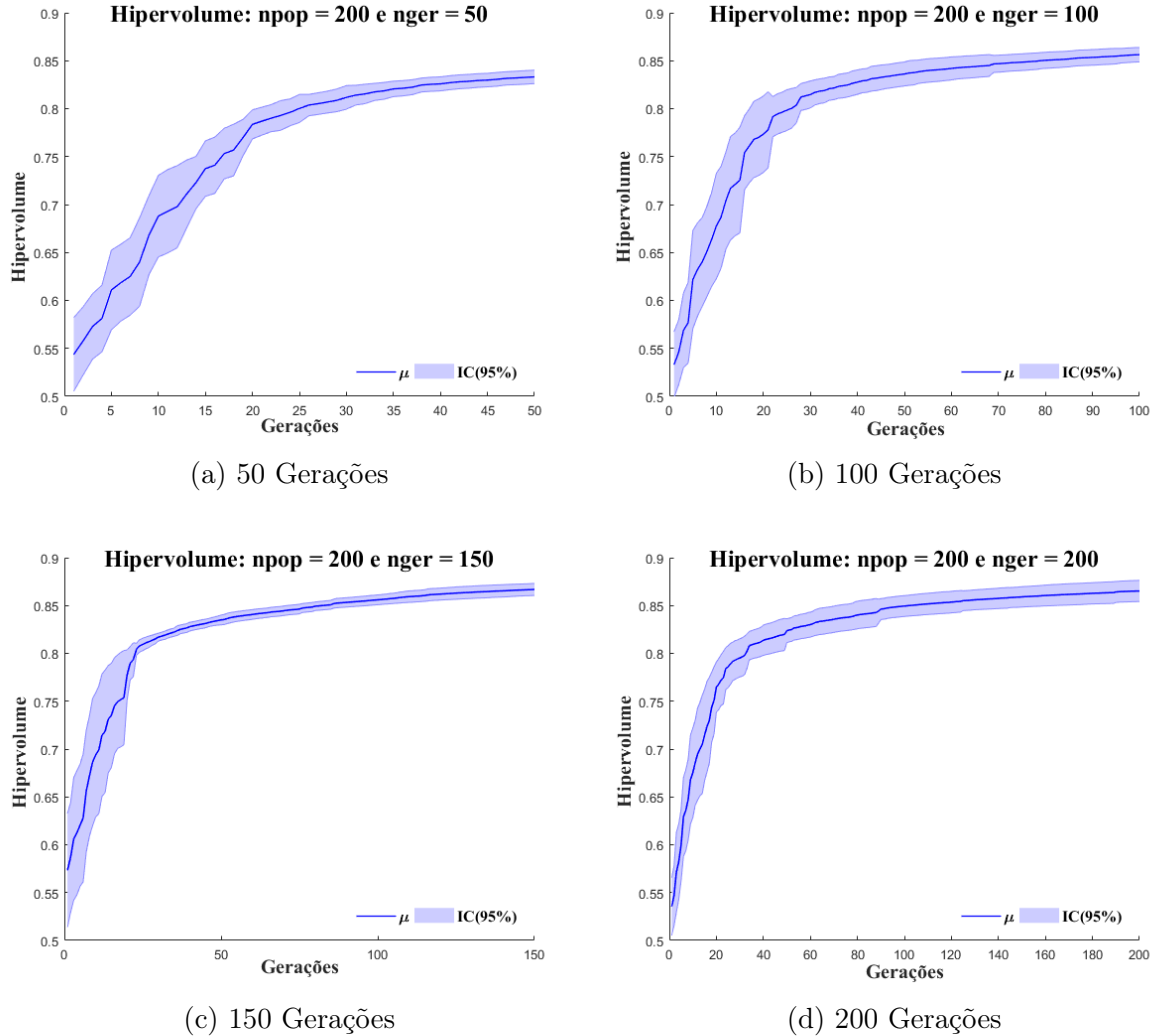 Hipervolume: npop = 200 e nger = 50
0.9
0.85
0.8
0.75
0.7
0.65
0.6
0.55
0.5
Hipervolume
μ IC(95%)
0 5 10 15 20 25 30 35 40 45 50
Gerações
(a) 50 Gerações
Hipervolume: npop = 200 e nger = 100
0.9
0.85
0.8
0.75
0.7
0.65
0.6
0.55
0.5
Hipervolume
μ IC(95%)
0 10 20 30 40 50 60 70 80 90 100
Gerações
(b) 100 Gerações
Hipervolume: npop = 200 e nger = 150
0.9
0.85
0.8
0.75
0.7
0.65
0.6
0.55
0.5
Hipervolume
μ IC(95%)
0 50 100 150
Gerações
(c) 150 Gerações
Hipervolume: npop = 200 e nger = 200
0.9
0.85
0.8
0.75
0.7
0.65
0.6
0.55
0.5
Hipervolume
μ IC(95%)
0 20 40 60 80 100 120 140 160 180 200
Gerações
(d) 200 Gerações